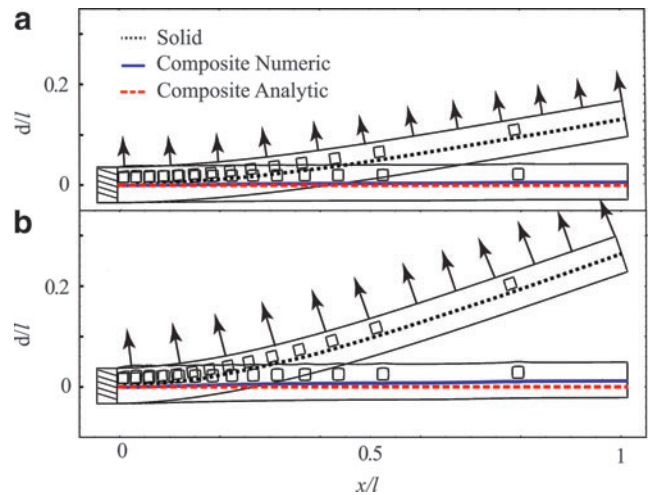 a
Solid
Composite Numeric
Composite Analytic
0.2
d/l
0
b
0.2
d/l
0
0
0.5
1
x/l